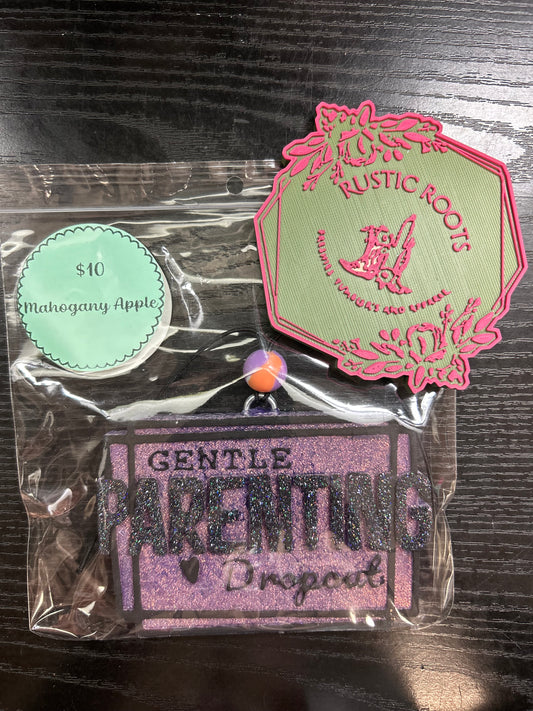 RUSTIC ROOTS
$10
Mahogany Apple
GENTLE
PARENTING
Dropout